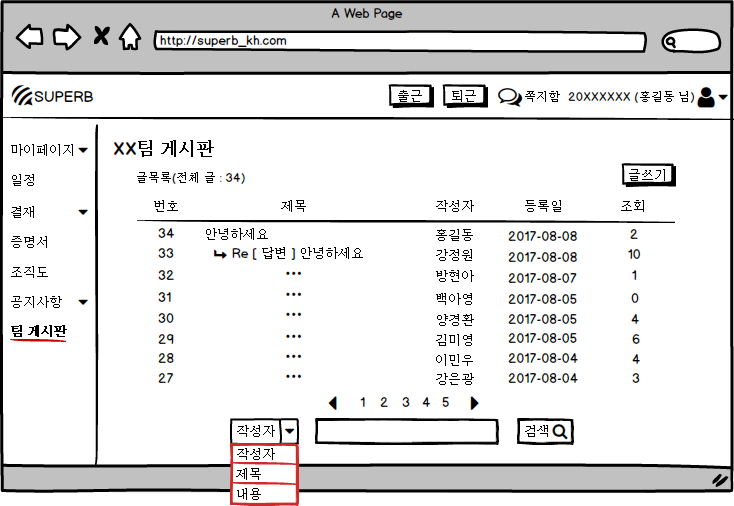 A Web Page
http://superb_kh.com
SUPERB
출근 퇴근 쪽지함 20XXXXXX (홍길동 님)
마이페이지
일정
결재
증명서
조직도
공지사항
팀 게시판
XX팀 게시판
글목록(전체 글 : 34)
글쓰기
번호 제목 작성자 등록일 조회
34 안녕하세요 홍길동 2017-08-08 2
33 Re [ 답변 ] 안녕하세요 강정원 2017-08-08 10
32 ••• 방현아 2017-08-07 1
31 ••• 백아영 2017-08-05 0
30 ••• 양경환 2017-08-05 4
29 ••• 김미영 2017-08-05 6
28 ••• 이민우 2017-08-04 4
27 ••• 강은광 2017-08-04 3
1 2 3 4 5
작성자 검색
작성자
제목
내용